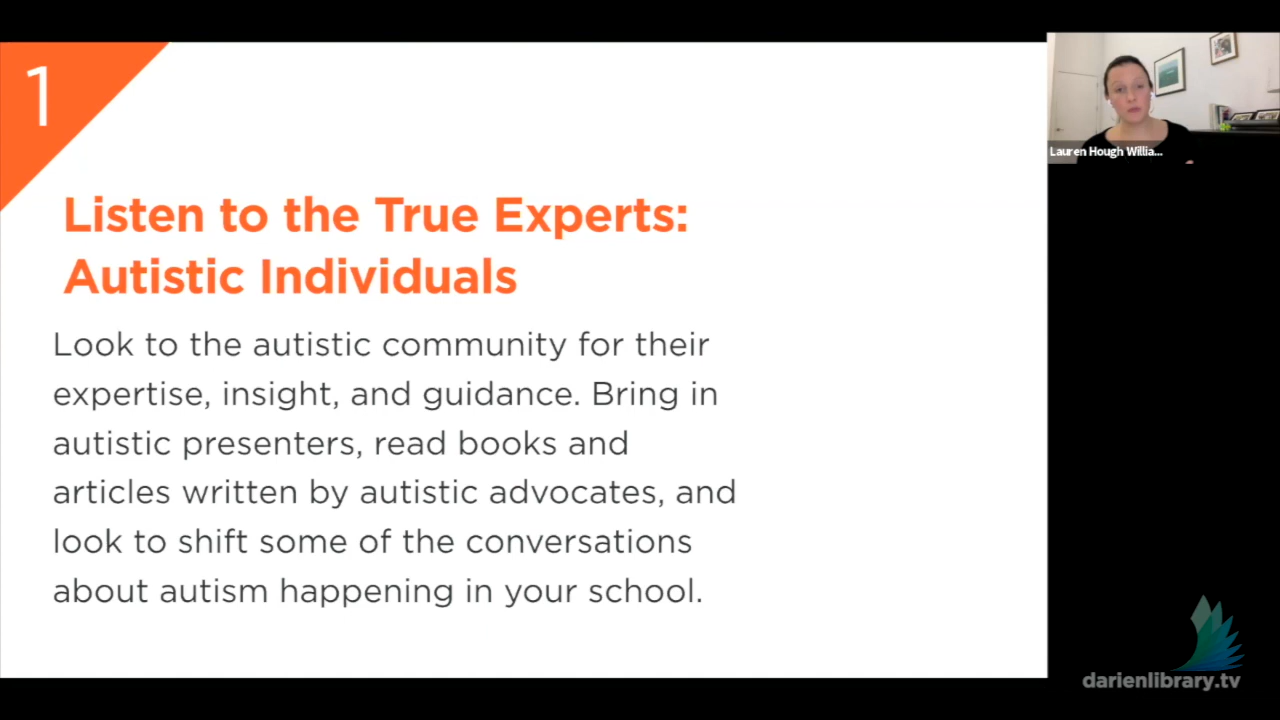 1
Listen to the True Experts:
Autistic Individuals
Look to the autistic community for their
expertise, insight, and guidance. Bring in
autistic presenters, read books and
articles written by autistic advocates, and
look to shift some of the conversations
about autism happening in your school.
Lauren Hough Willia...
darienlibrary.tv